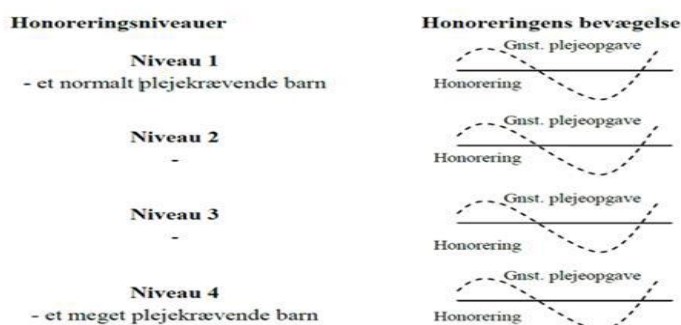 Honoreringsniveauer
Honoreringens bevægelse
Niveau 1
- et normalt plejekrævende barn
Gnst. plejeopgave
Honorering
Niveau 2
-
Gnst. plejeopgave
Honorering
Niveau 3
-
Gnst. plejeopgave
Honorering
Niveau 4
- et meget plejekrævende barn
Gnst. plejeopgave
Honorering